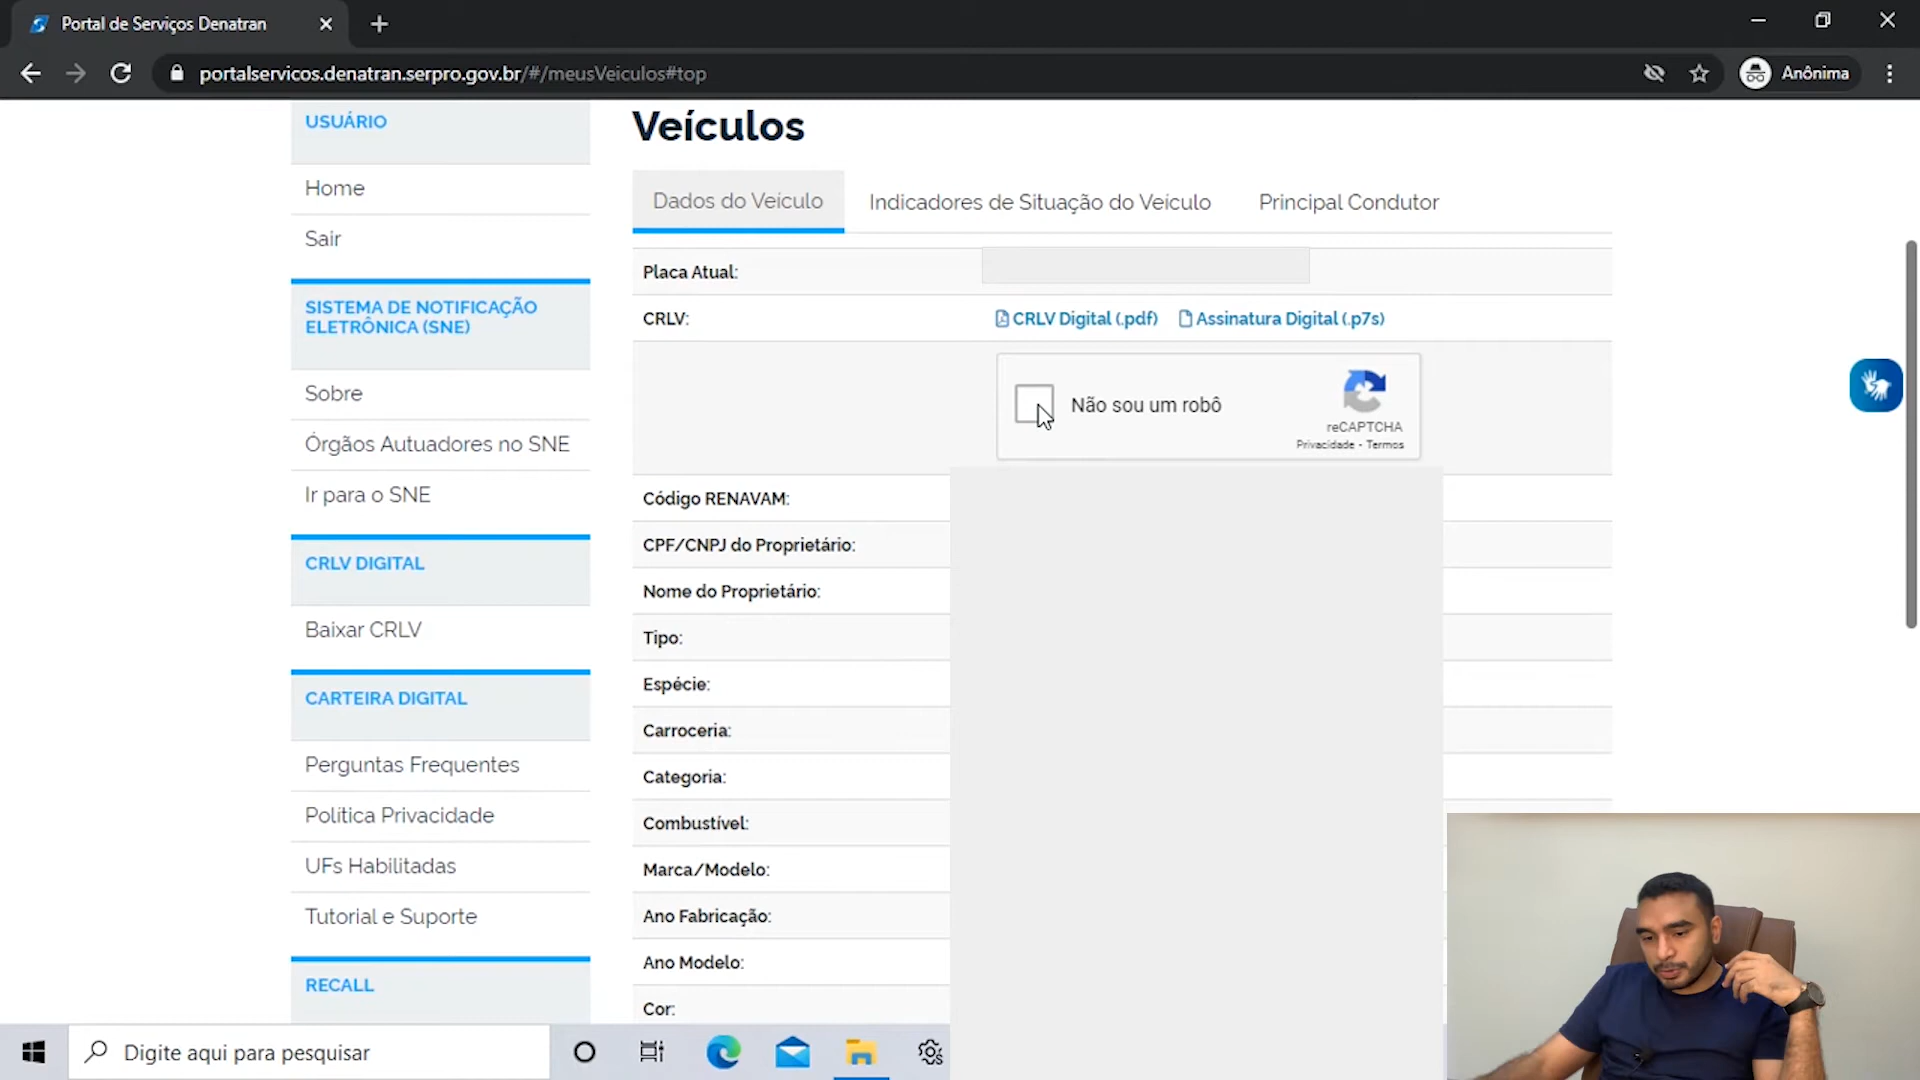 Portal de Serviços Denatran
portalservicos.denatran.serpro.gov.br/#/meusVeiculos#top
Anônima
USUÁRIO
Home
Sair
SISTEMA DE NOTIFICAÇÃO
ELETRÔNICA (SNE)
Sobre
Órgãos Autuadores no SNE
Ir para o SNE
CRLV DIGITAL
Baixar CRLV
CARTEIRA DIGITAL
Perguntas Frequentes
Política Privacidade
UFs Habilitadas
Tutorial e Suporte
RECALL
Veículos
Dados do Veículo
Indicadores de Situação do Veículo
Principal Condutor
Placa Atual:
CRLV:
CRLV Digital (.pdf)
Assinatura Digital (.p7s)
Não sou um robô
reCAPTCHA
Privacidade - Termos
Código RENAVAM:
CPF/CNPJ do Proprietário:
Nome do Proprietário:
Tipo:
Espécie:
Carroceria:
Categoria:
Combustível:
Marca/Modelo:
Ano Fabricação:
Ano Modelo:
Cor:
Digite aqui para pesquisar